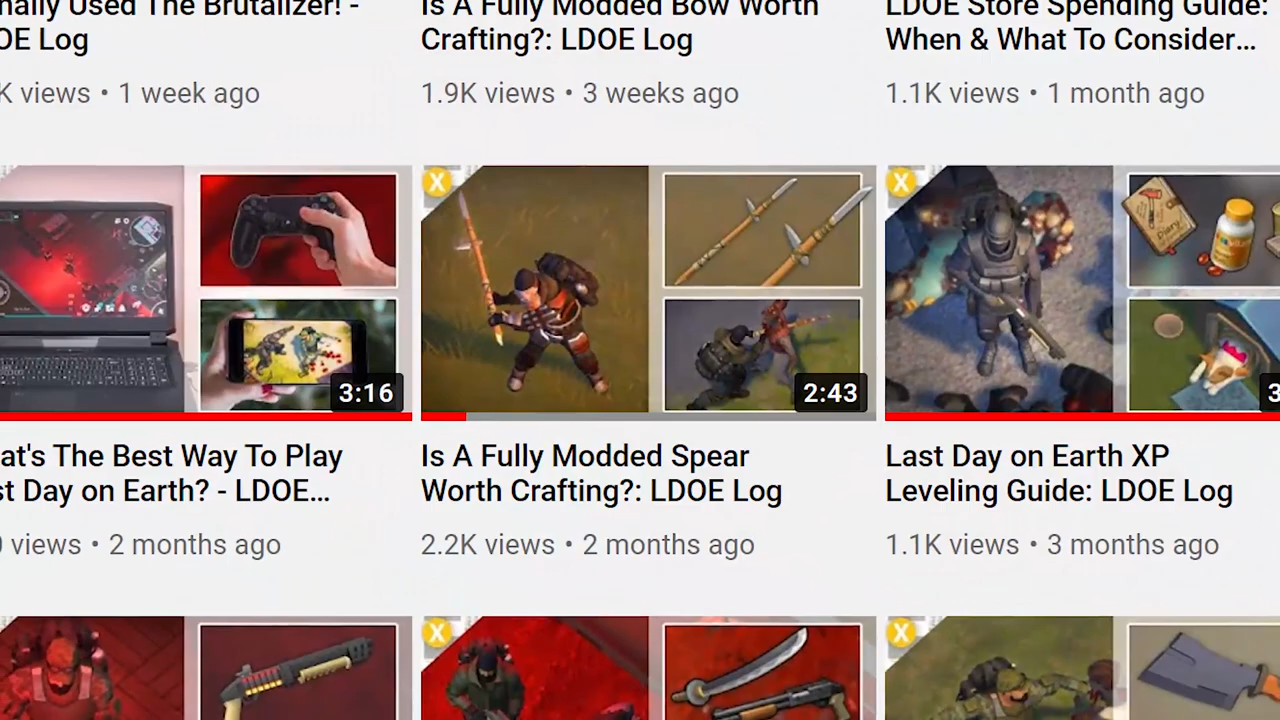 nally Used The Brutalizer! -
OE Log
K views • 1 week ago
Is A Fully Modded Bow Worth
Crafting?: LDOE Log
1.9K views • 3 weeks ago
LDOE Store Spending Guide:
When & What To Consider...
1.1K views • 1 month ago
3:16
X
2:43
X
Diary
3
at's The Best Way To Play
st Day on Earth? - LDOE...
views • 2 months ago
Is A Fully Modded Spear
Worth Crafting?: LDOE Log
2.2K views • 2 months ago
Last Day on Earth XP
Leveling Guide: LDOE Log
1.1K views • 3 months ago
X
X